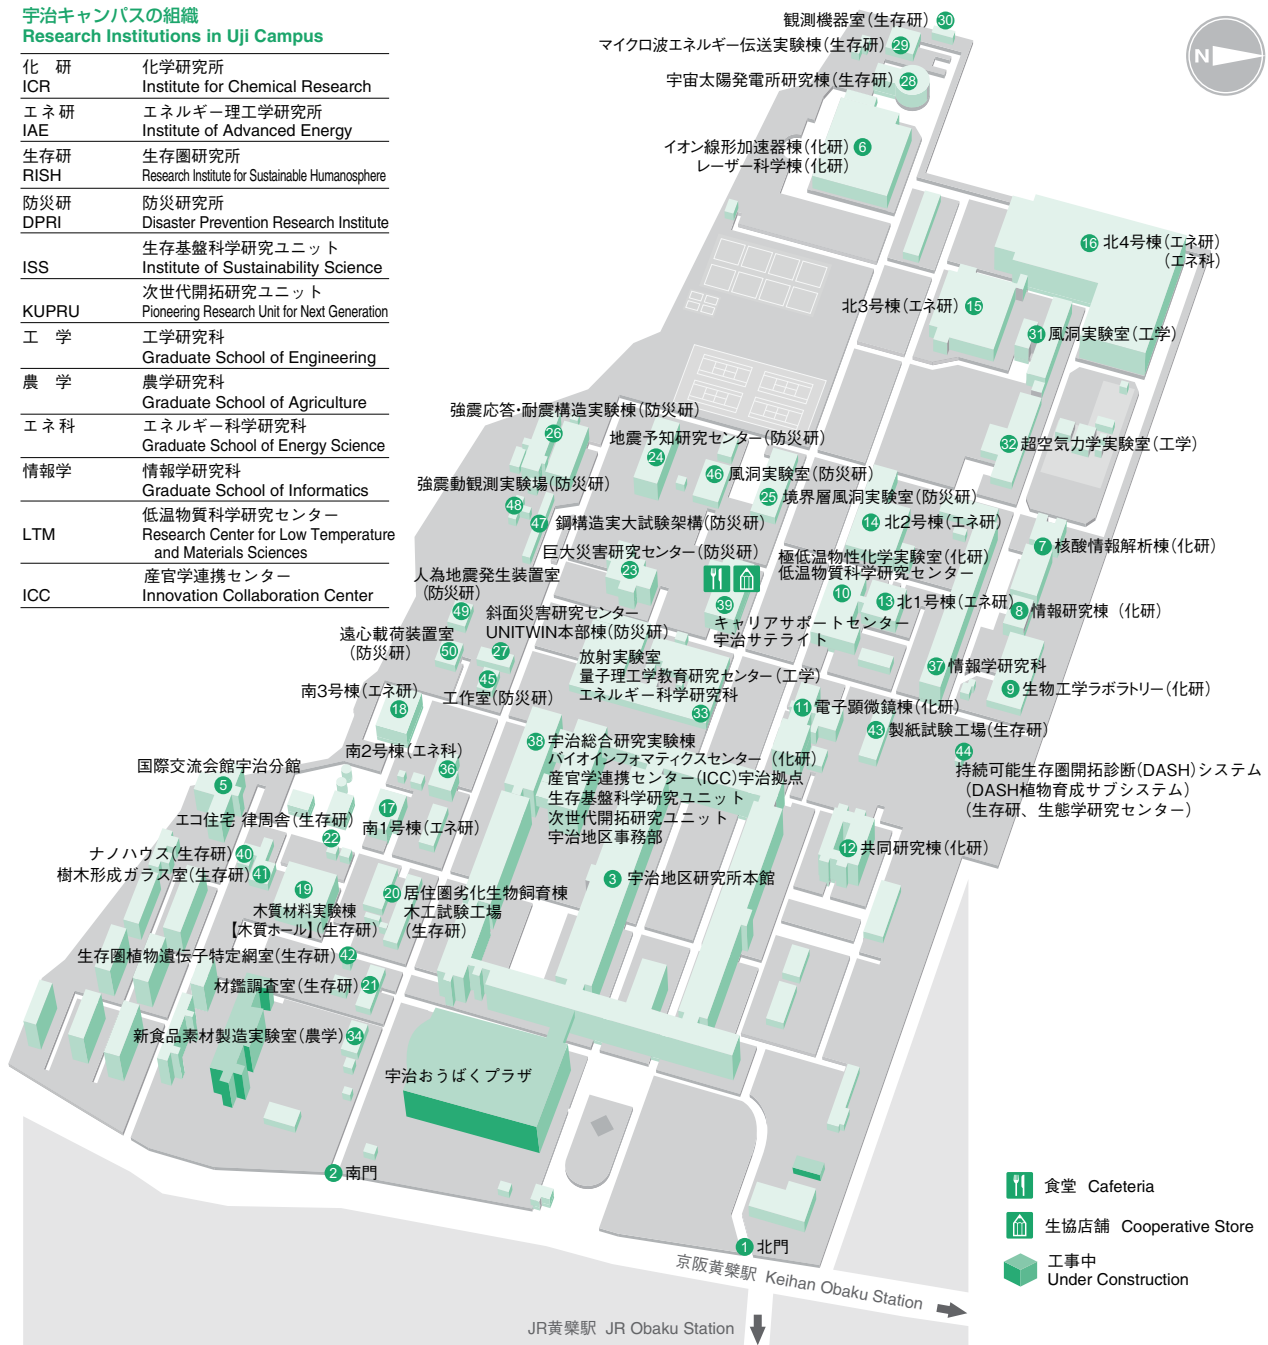 宇治キャンパスの組織
Research Institutions in Uji Campus
化 研 化学研究所
ICR Institute for Chemical Research
エネ研 エネルギー理工学研究所
IAE Institute of Advanced Energy
生存研 生存圏研究所
RISH Research Institute for Sustainable Humanosphere
防災研 防災研究所
DPRI Disaster Prevention Research Institute
生存基盤科学研究ユニット
ISS Institute of Sustainability Science
次世代開拓研究ユニット
KUPRU Pioneering Research Unit for Next Generation
工 学 工学研究科
Graduate School of Engineering
農 学 農学研究科
Graduate School of Agriculture
エネ科 エネルギー科学研究科
Graduate School of Energy Science
情報学 情報学研究科
Graduate School of Informatics
低温物質科学研究センター
LTM Research Center for Low Temperature
and Materials Sciences
産官学連携センター
ICC Innovation Collaboration Center
観測機器室(生存研) 30
マイクロ波エネルギー伝送実験棟(生存研) 29
宇宙太陽発電所研究棟(生存研) 28
N
イオン線形加速器棟(化研) 6
レーザー科学棟(化研)
16 北4号棟(エネ研)
(エネ科)
北3号棟(エネ研) 15
31 風洞実験室(工学)
強震応答・耐震構造実験棟(防災研)
26
地震予知研究センター(防災研)
24
32 超空気力学実験室(工学)
46 風洞実験室(防災研)
強震動観測実験場(防災研)
48
25 境界層風洞実験室(防災研)
47 鋼構造実大試験架構(防災研)
14 北2号棟(エネ研)
7 核酸情報解析棟(化研)
巨大災害研究センター(防災研)
23
極低温物性化学実験室(化研)
低温物質科学研究センター
10
人為地震発生装置室
(防災研)
49
13 北1号棟(エネ研)
8 情報研究棟 (化研)
39
キャリアサポートセンター
宇治サテライト
斜面災害研究センター
UNITWIN本部棟(防災研)
27
遠心載荷装置室
(防災研) 50
放射実験室
量子理工学教育研究センター(工学)
エネルギー科学研究科
33
37 情報学研究科
45
工作室(防災研)
南3号棟(エネ研)
18
9 生物工学ラボラトリー(化研)
11 電子顕微鏡棟(化研)
43 製紙試験工場(生存研)
44
持続可能生存圏開拓診断(DASH)システム
(DASH植物育成サブシステム)
(生存研、生態学研究センター)
38 宇治総合研究実験棟
バイオインフォマティクスセンター (化研)
産官学連携センター(ICC)宇治拠点
生存基盤科学研究ユニット
次世代開拓研究ユニット
宇治地区事務部
南2号棟(エネ科)
36
国際交流会館宇治分館
5
17
南1号棟(エネ研)
エコ住宅 律周舎(生存研)
22
ナノハウス(生存研) 40
樹木形成ガラス室(生存研) 41
12 共同研究棟(化研)
3 宇治地区研究所本館
19
木質材料実験棟
【木質ホール】(生存研)
20 居住圏劣化生物飼育棟
木工試験工場
(生存研)
生存圏植物遺伝子特定網室(生存研) 42
材鑑調査室(生存研) 21
新食品素材製造実験室(農学) 34
宇治おうばくプラザ
2 南門
1 北門
京阪黄檗駅 Keihan Obaku Station
JR黄檗駅 JR Obaku Station
食堂 Cafeteria
生協店舗 Cooperative Store
工事中
Under Construction